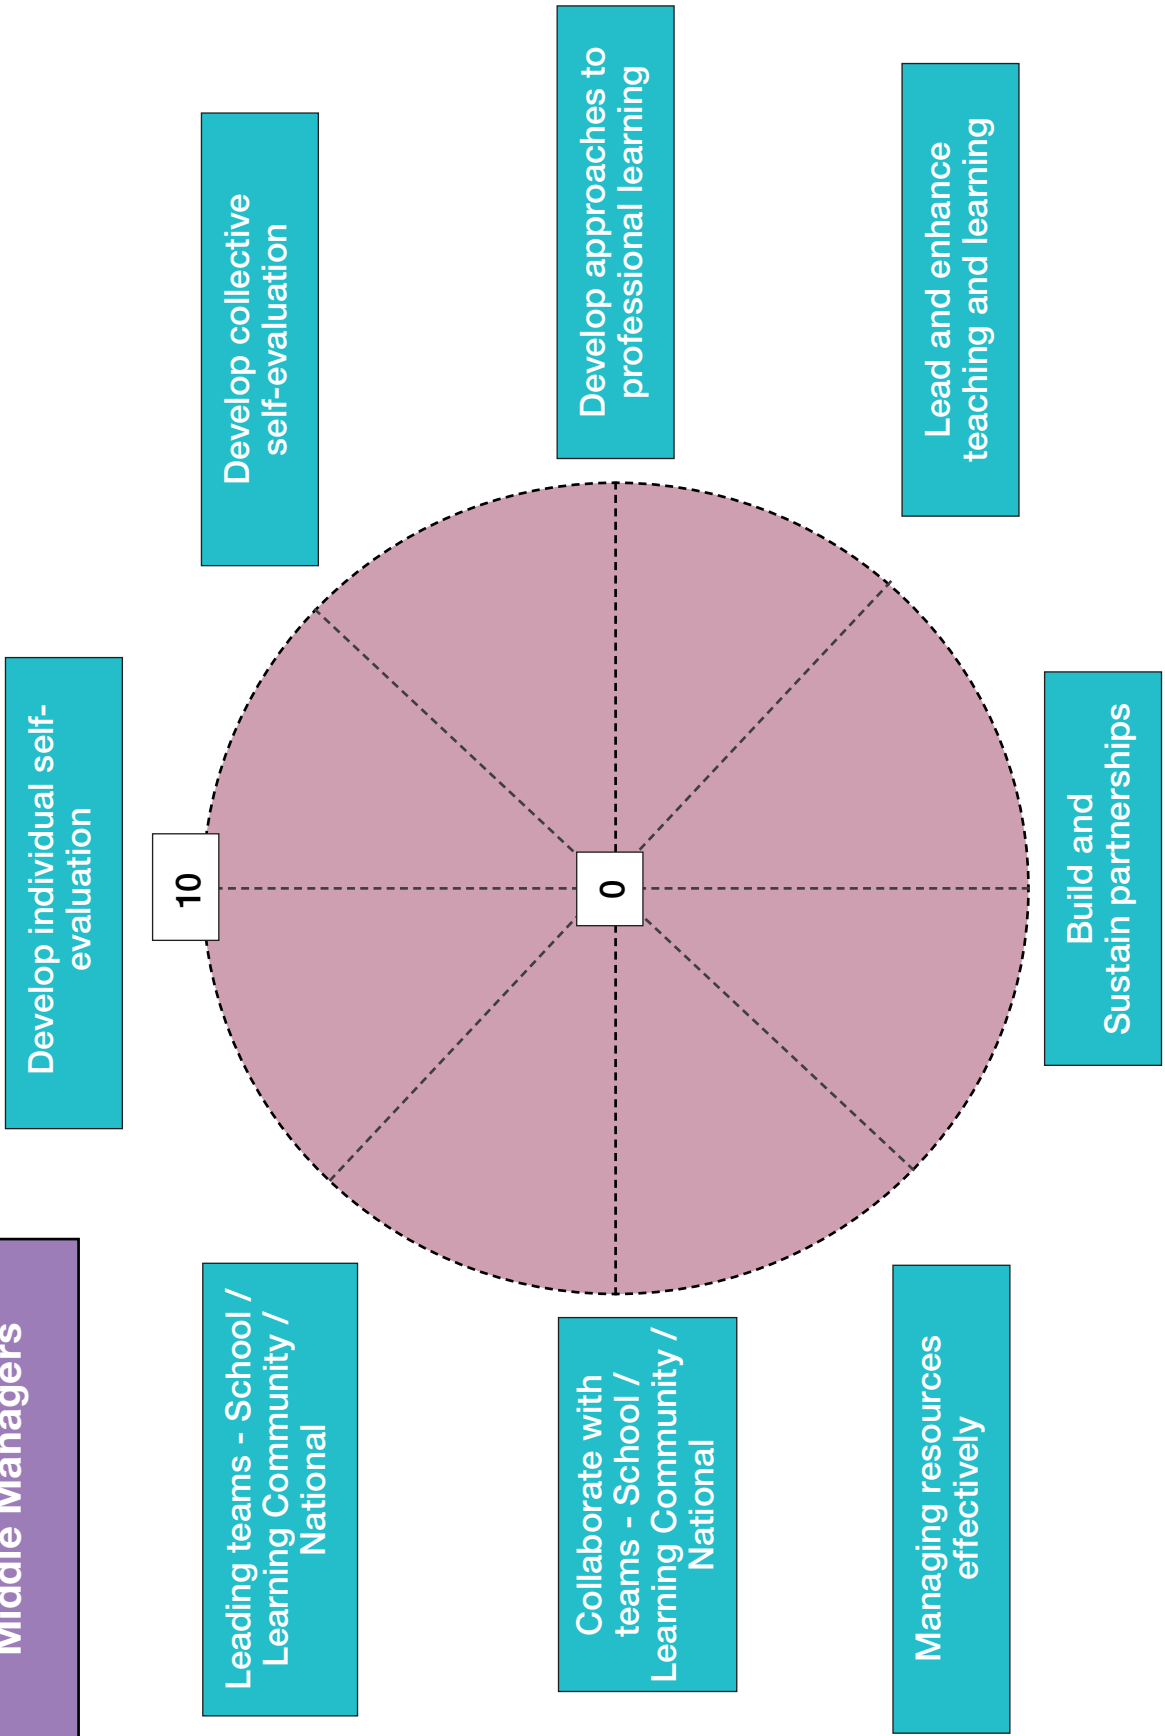 Middle Managers
Develop individual self-
evaluation
10
Leading teams - School /
Learning Community /
National
Develop collective
self-evaluation
Collaborate with
teams - School /
Learning Community /
National
0
Develop approaches to
professional learning
Managing resources
effectively
Lead and enhance
teaching and learning
Build and
Sustain partnerships